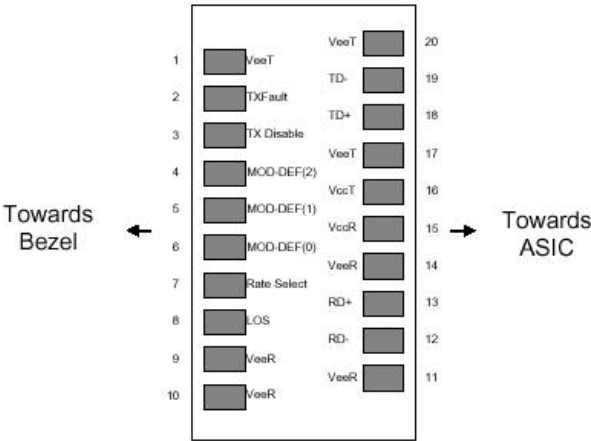 VeeT 20
1 VeeT
TD- 19
2 TXFault
TD+ 18
3 TX Disable
VeeT 17
4 MOD-DEF(2)
VccT 16
5 MOD-DEF(1)
Towards
Bezel
VccR 15
Towards
ASIC
6 MOD-DEF(0)
VeeR 14
7 Rate Select
RD+ 13
8 LOS
RD- 12
9 VeeR
VeeR 11
10 VeeR